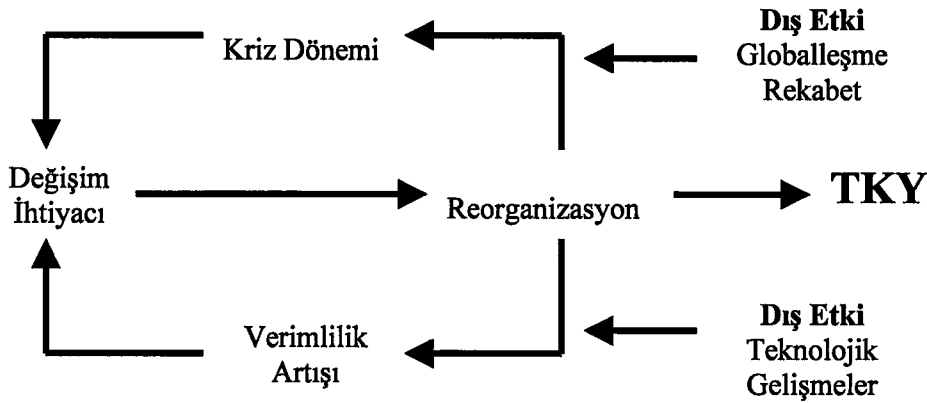 Kriz Dönemi
Dış Etki
Globalleşme
Rekabet
Değişim
İhtiyacı
Reorganizasyon
TKY
Verimlilik
Artışı
Dış Etki
Teknolojik
Gelişmeler